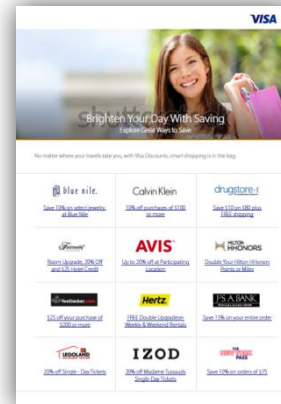 VISA
shutt
Brighten Your Day With Saving
Explore Great Ways to Save
No matter where your travels take you, with Visa Discounts, smart shopping is in the bag.
blue nile.
Calvin Klein
drugstore
Save 10% on select jewelry,
at Blue Nile
10% off purchases of $100
or more
Save $10 on $80 plus
FREE shipping
Fairmont
AVIS
HILTON
HHONORS
Room Upgrade, 20% Off
and $25 Hotel Credit
Up to 20% off at Participating
Location
Double Your Hilton HHonors
Points or Miles
Hertz
JOS A BANK
$25 off your purchase of
$200 or more
FREE Double Upgrade on
Weekly & Weekend Rentals
Save 10% on your entire order
LEGOLAND
IZOD
THE
PASS
20% off Single - Day Tickets
20% off Madame Tussauds
Single-Day Tickets
Save 10% on orders of $75